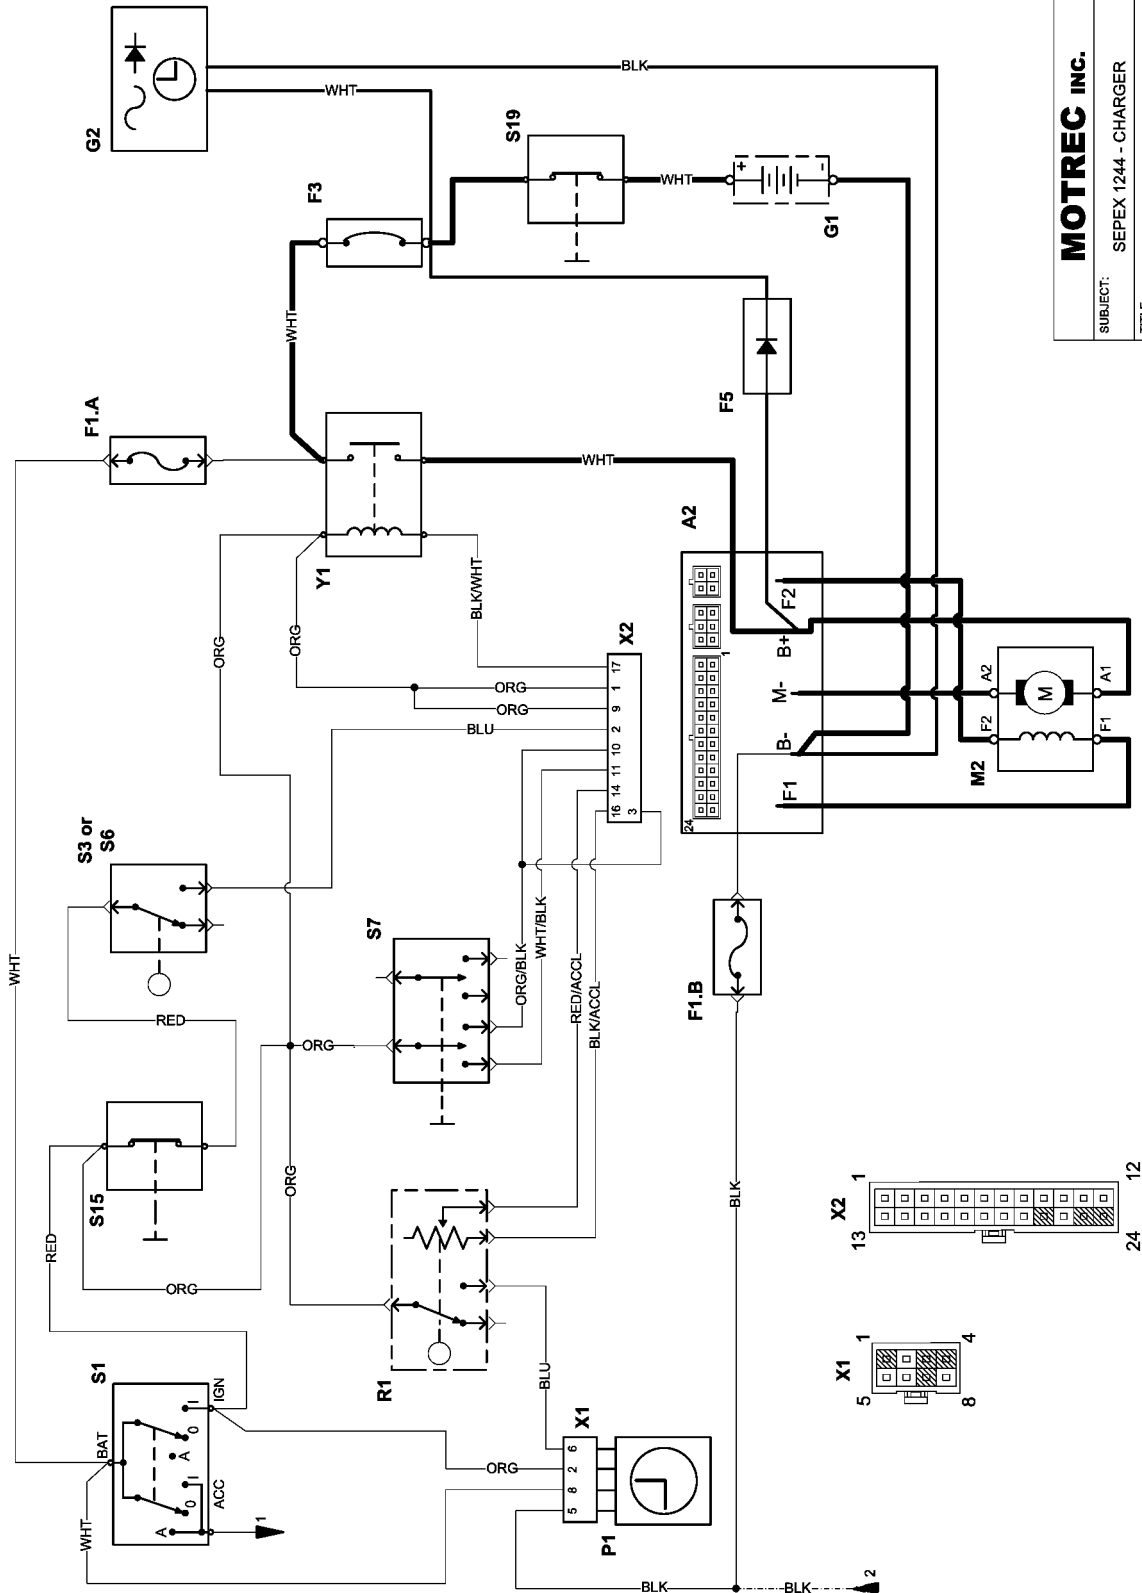 G2
BLK
WHT
S19
F3
WHT
G1
+
-
WHT
F1.A
F5
WHT
A2
Y1
ORG
ORG
BLK/WHT
X2
ORG
ORG
BLU
17
1
9
2
10
11
14
16
3
1
24
F2
B+
M-
B-
F1
A2
F2
M
A1
F1
M2
S3 or
S6
WHT
RED
S7
ORG
ORG/BLK
WHT/BLK
RED/ACCL
BLK/ACCL
F1.B
S15
RED
ORG
ORG
BLK
R1
BLU
S1
BAT
IGN
ACC
A
0
I
A
0
I
1
WHT
ORG
X1
6
2
8
5
P1
BLK
BLK
2
X1
1
4
5
8
X2
1
12
13
24
MOTREC INC.
SUBJECT:
SEPEX 1244 - CHARGER